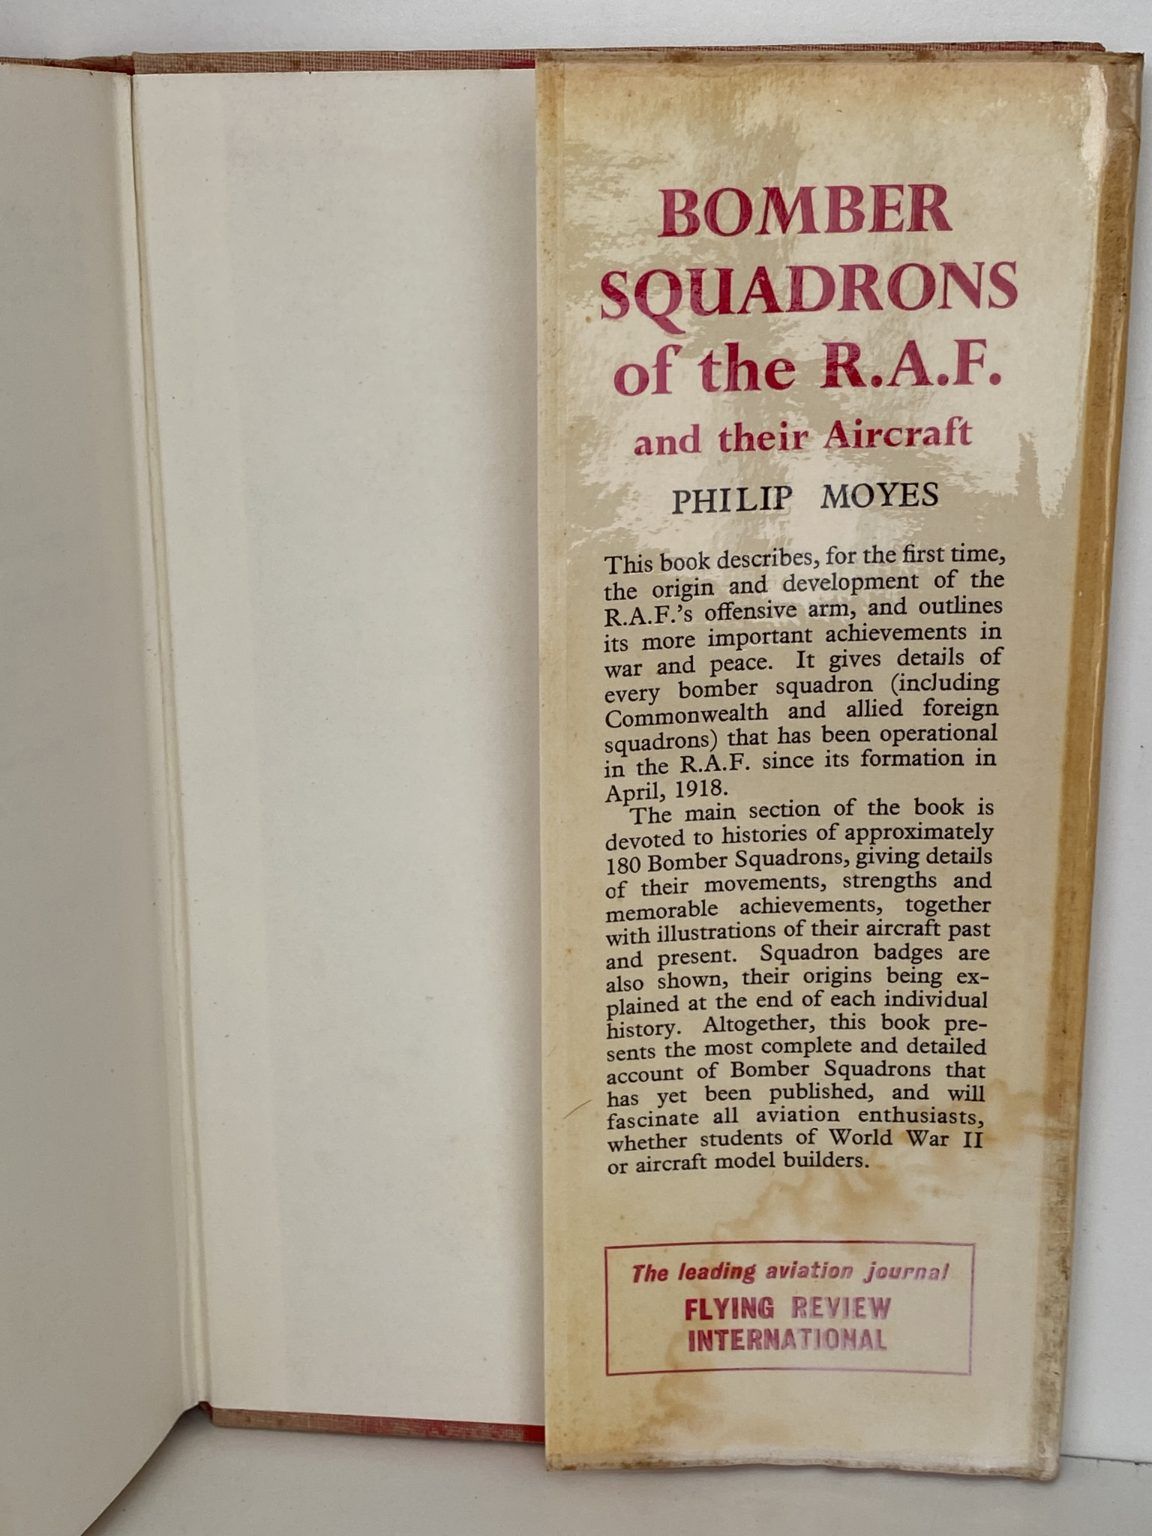 BOMBER
SQUADRONS
of the R.A.F.
and their Aircraft
PHILIP MOYES
This book describes, for the first time,
the origin and development of the
R.A.F.'s offensive arm, and outlines
its more important achievements in
war and peace. It gives details of
every bomber squadron (including
Commonwealth and allied foreign
squadrons) that has been operational
in the R.A.F. since its formation in
April, 1918.
The main section of the book is
devoted to histories of approximately
180 Bomber Squadrons, giving details
of their movements, strengths and
memorable achievements, together
with illustrations of their aircraft past
and present. Squadron badges are
also shown, their origins being ex-
plained at the end of each individual
history. Altogether, this book pre-
sents the most complete and detailed
account of Bomber Squadrons that
has yet been published, and will
fascinate all aviation enthusiasts,
whether students of World War II
or aircraft model builders.
The leading aviation journal
FLYING REVIEW
INTERNATIONAL